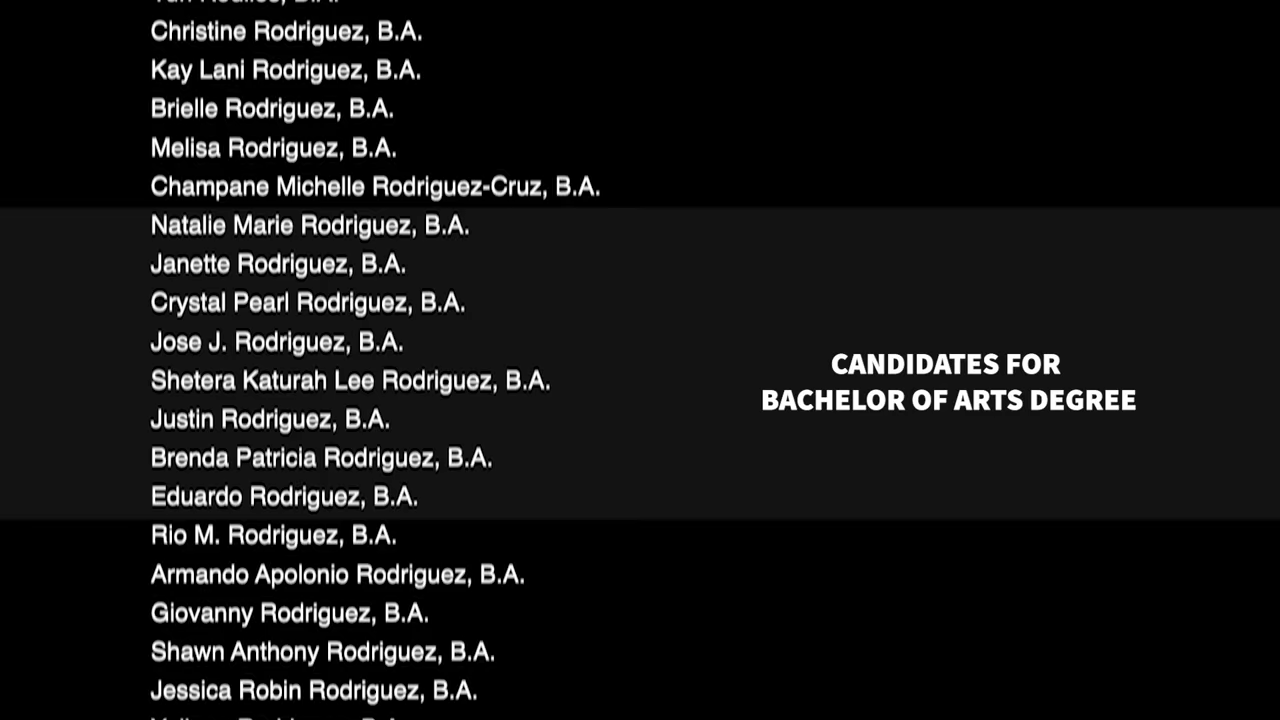 Christine Rodriguez, B.A.
Kay Lani Rodriguez, B.A.
Brielle Rodriguez, B.A.
Melisa Rodriguez, B.A.
Champane Michelle Rodriguez-Cruz, B.A.
Natalie Marie Rodriguez, B.A.
Janette Rodriguez, B.A.
Crystal Pearl Rodriguez, B.A.
Jose J. Rodriguez, B.A.
Shetera Katurah Lee Rodriguez, B.A.
Justin Rodriguez, B.A.
Brenda Patricia Rodriguez, B.A.
Eduardo Rodriguez, B.A.
Rio M. Rodriguez, B.A.
Armando Apolonio Rodriguez, B.A.
Giovanny Rodriguez, B.A.
Shawn Anthony Rodriguez, B.A.
Jessica Robin Rodriguez, B.A.
CANDIDATES FOR
BACHELOR OF ARTS DEGREE